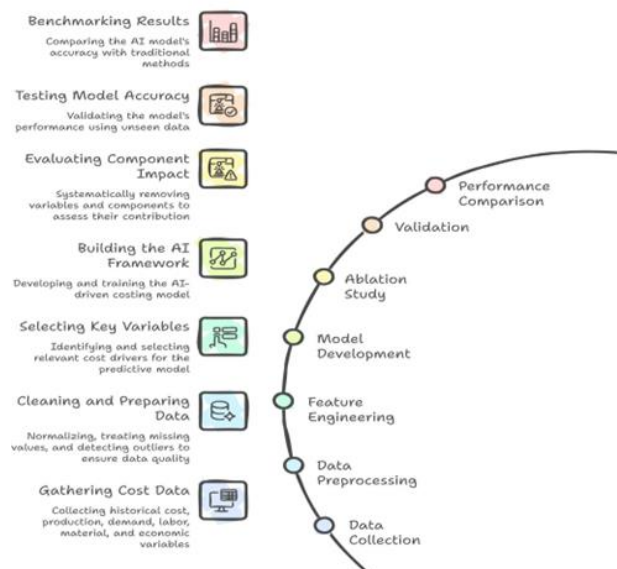 Benchmarking Results
Comparing the AI model's
accuracy with traditional
methods
Testing Model Accuracy
Validating the model's
performance using unseen data
Evaluating Component
Impact
Systematically removing
variables and components to
assess their contribution
Building the AI
Framework
Developing and training the AI-
driven costing model
Selecting Key Variables
Identifying and selecting
relevant cost drivers for the
predictive model
Cleaning and Preparing
Data
Normalizing, treating missing
values, and detecting outliers to
ensure data quality
Gathering Cost Data
Collecting historical cost,
production, demand, labor,
material, and economic
variables
Performance
Comparison
Validation
Ablation
Study
Model
Development
Feature
Engineering
Data
Preprocessing
Data
Collection